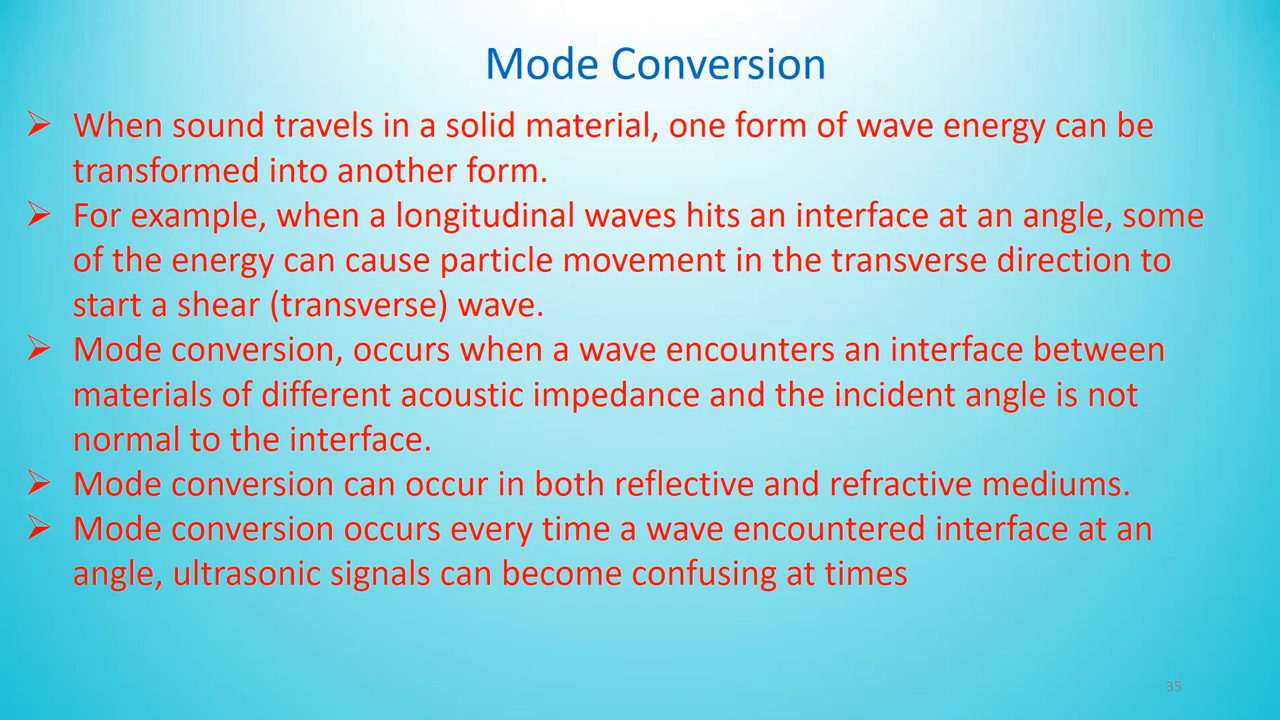 Mode Conversion
➢ When sound travels in a solid material, one form of wave energy can be
transformed into another form.
➢ For example, when a longitudinal waves hits an interface at an angle, some
of the energy can cause particle movement in the transverse direction to
start a shear (transverse) wave.
➢ Mode conversion, occurs when a wave encounters an interface between
materials of different acoustic impedance and the incident angle is not
normal to the interface.
➢ Mode conversion can occur in both reflective and refractive mediums.
➢ Mode conversion occurs every time a wave encountered interface at an
angle, ultrasonic signals can become confusing at times
35